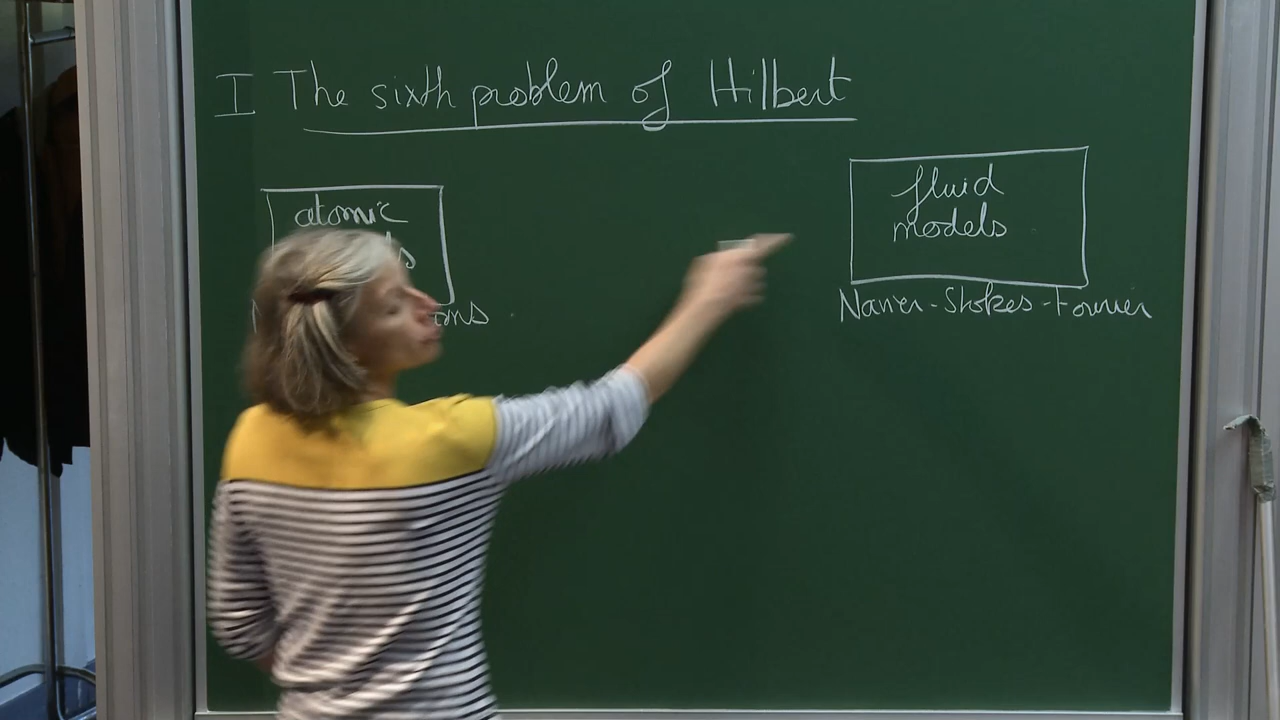 I The sixth problem of Hilbert
atomic
fluid
models
Navier-Stokes-Fourier